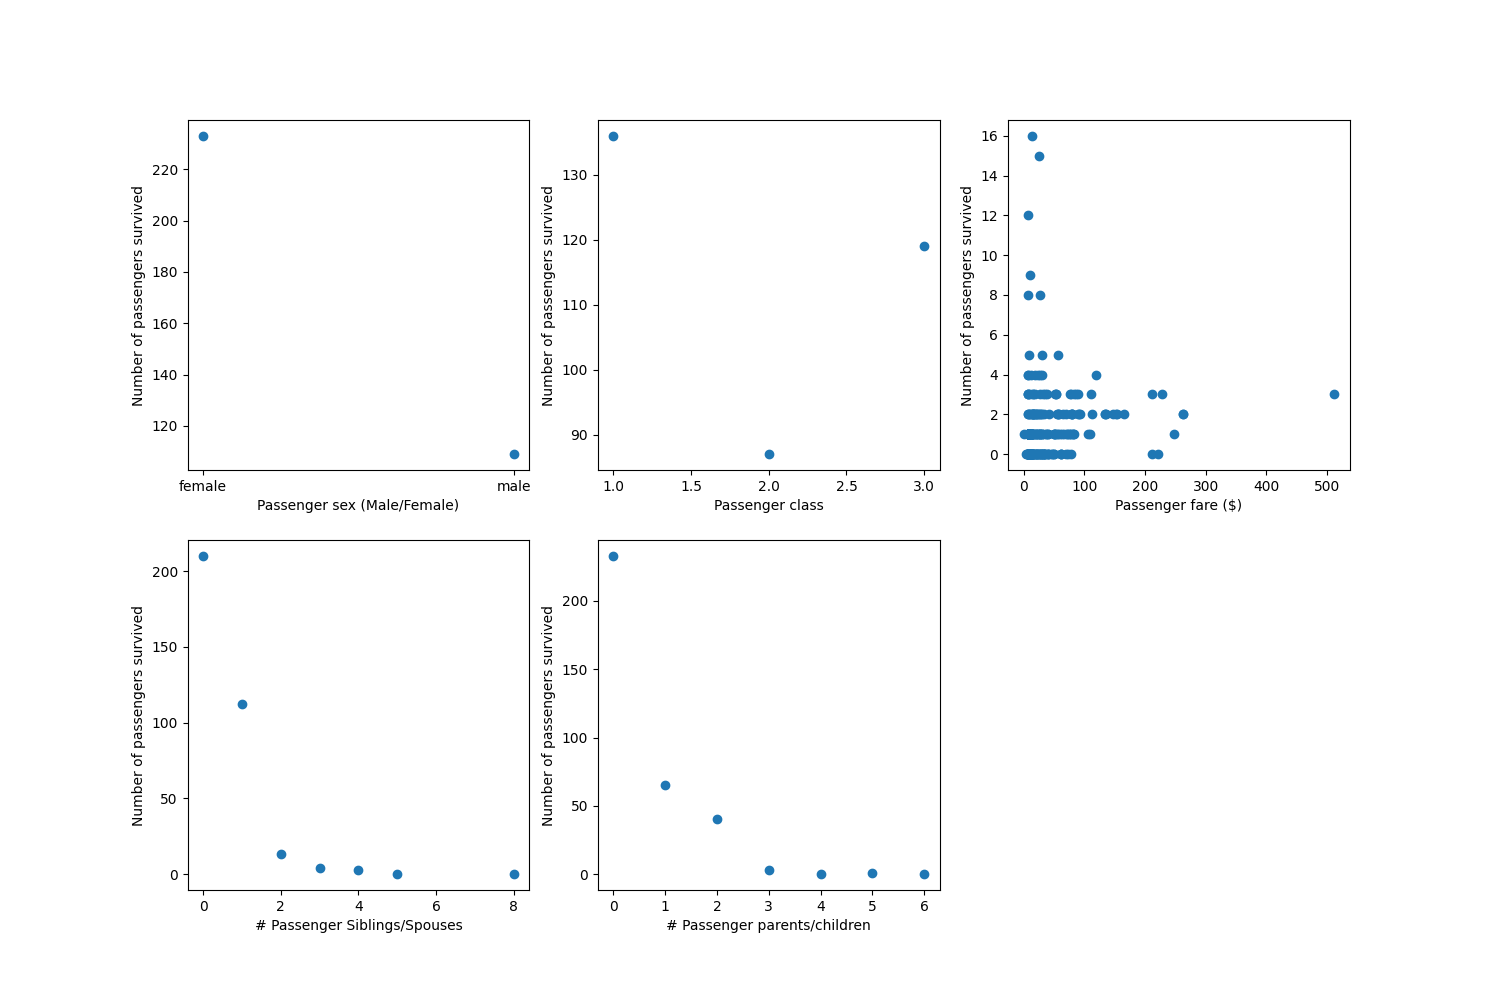 Number of passengers survived
220
200
180
160
140
120
female male
Passenger sex (Male/Female)
Number of passengers survived
130
120
110
100
90
1.0 1.5 2.0 2.5 3.0
Passenger class
Number of passengers survived
16
14
12
10
8
6
4
2
0
0 100 200 300 400 500
Passenger fare ($)
Number of passengers survived
200
150
100
50
0
0 2 4 6 8
# Passenger Siblings/Spouses
Number of passengers survived
200
150
100
50
0
0 1 2 3 4 5 6
# Passenger parents/children